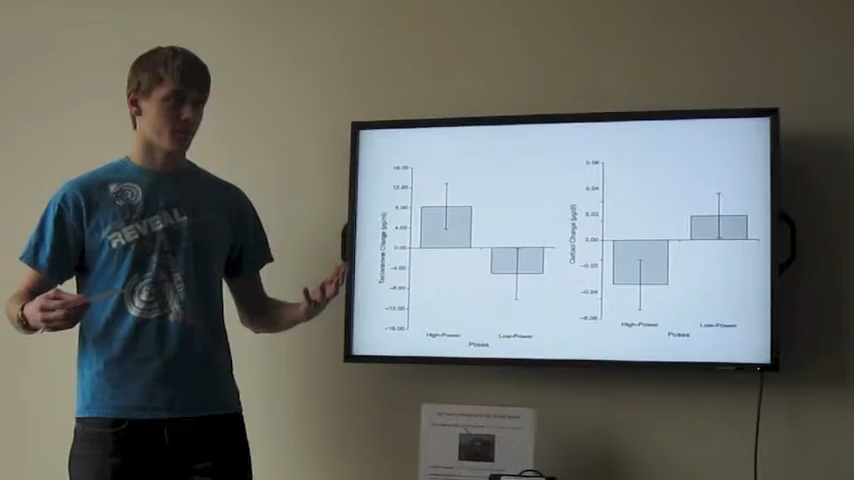 REVEAL
16.00
12.00
8.00
4.00
0.00
-4.00
-8.00
-12.00
-16.00
Testosterone Change (pg/ml)
High-Power
Low-Power
Poses
0.06
0.04
0.02
0.00
-0.02
-0.04
-0.06
Cortisol Change (μg/dl)
High-Power
Low-Power
Poses